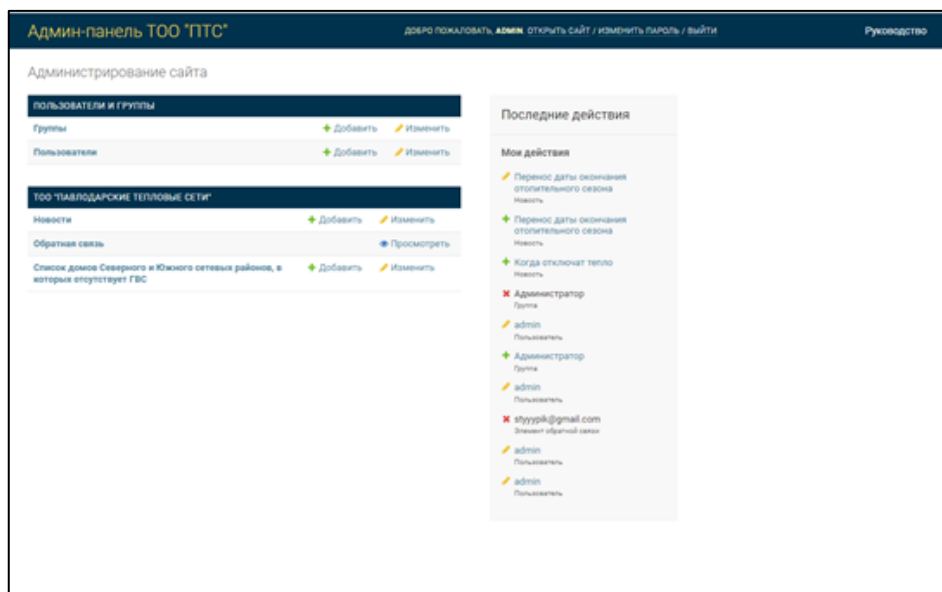 Админ-панель ТОО "ПТС"
ДОБРО ПОЖАЛОВАТЬ, ADMIN. ОТКРЫТЬ САЙТ / ИЗМЕНИТЬ ПАРОЛЬ / ВЫЙТИ
Руководство
Администрирование сайта
ПОЛЬЗОВАТЕЛИ И ГРУППЫ
Группы Добавить Изменить
Пользователи Добавить Изменить
ТОО "ПАВЛОДАРСКИЕ ТЕПЛОВЫЕ СЕТИ"
Новости Добавить Изменить
Обратная связь Просмотреть
Список домов Северного и Южного сетевых районов, в Добавить Изменить
которых отсутствует ГВС
Последние действия
Мои действия
Перенос даты окончания
отопительного сезона
Новость
Перенос даты окончания
отопительного сезона
Новость
Когда отключат тепло
Новость
Администратор
Группа
admin
Пользователь
Администратор
Группа
admin
Пользователь
styyypik@gmail.com
Элемент обратной связи
admin
Пользователь
admin
Пользователь